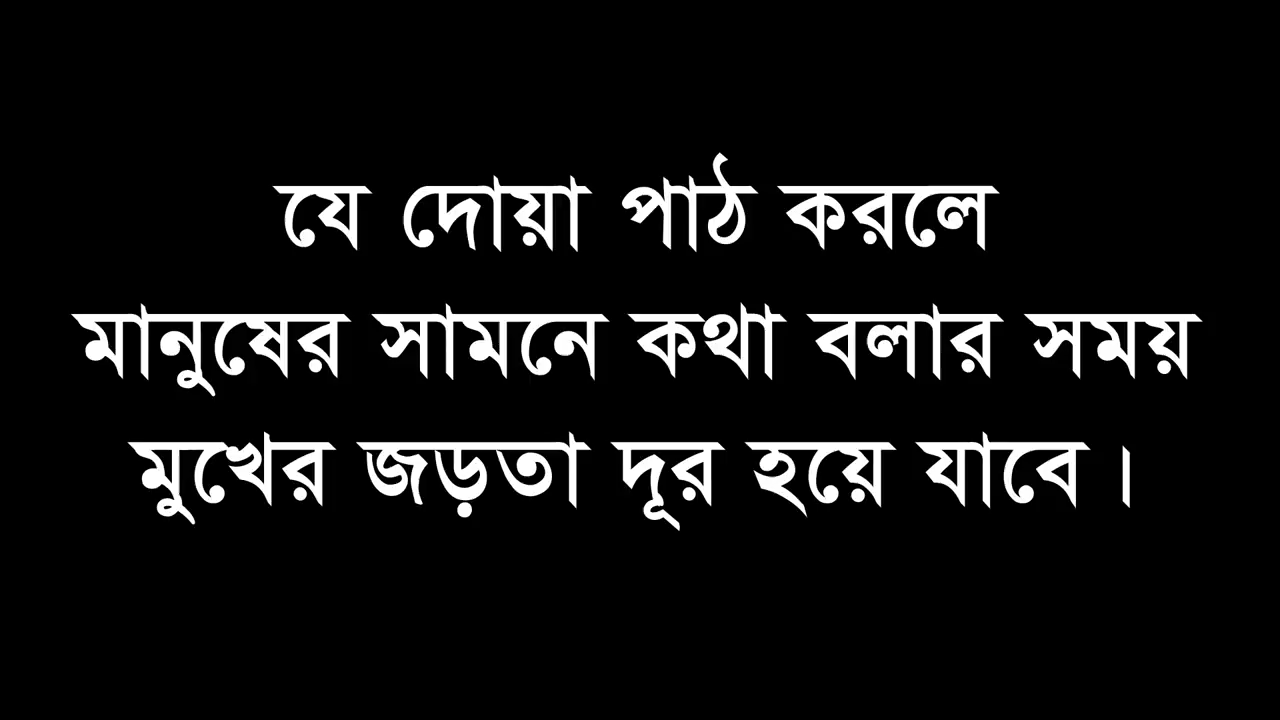 যে দোয়া পাঠ করলে
মানুষের সামনে কথা বলার সময়
মুখের জড়তা দূর হয়ে যাবে।